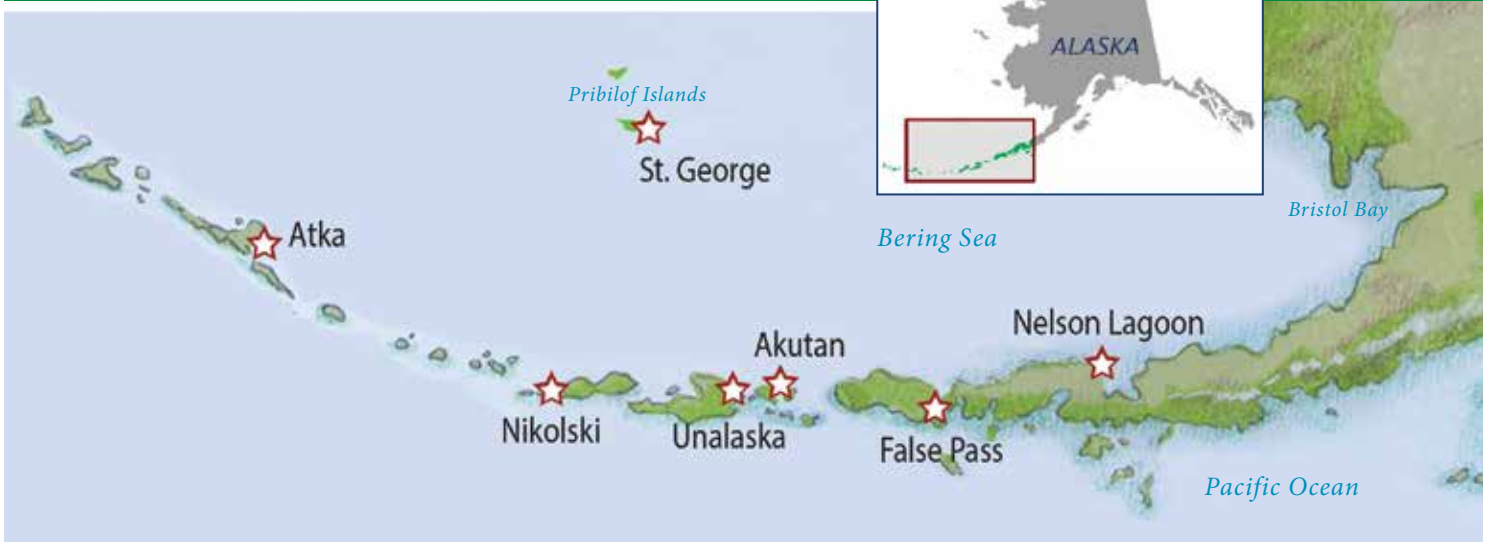 ALASKA
Pribilof Islands
St. George
Bristol Bay
Atka
Bering Sea
Nelson Lagoon
Akutan
Nikolski
Unalaska
False Pass
Pacific Ocean